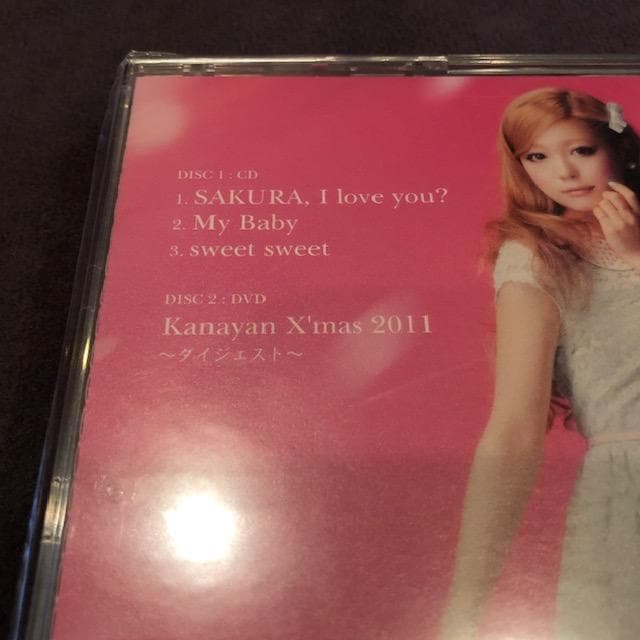 DISC 1 : CD
1. SAKURA, I love you?
2. My Baby
3. sweet sweet
DISC 2 : DVD
Kanayan X'mas 2011
〜ダイジェスト〜